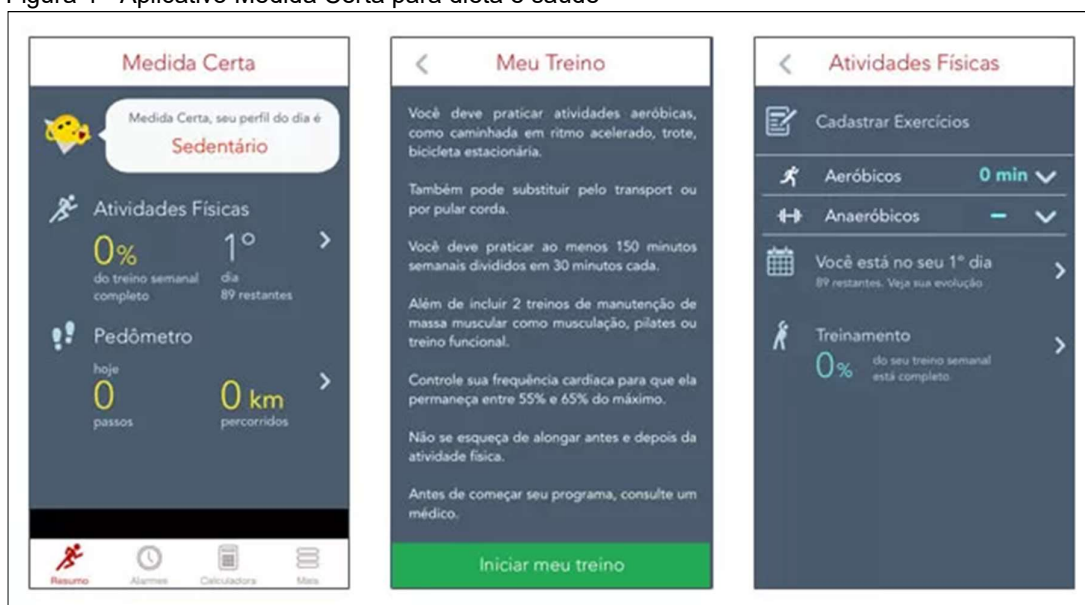 Figura 1 - Aplicativo Medida Certa para dieta e saúde
Medida Certa
Medida Certa, seu perfil do dia é
Sedentário
Atividades Físicas
0% 1º
do treino semanal dia
completo 89 restantes
Pedômetro
hoje
0 0 km
passos percorridos
Resumo Alarmes Calculadora Mais
Meu Treino
Você deve praticar atividades aeróbicas,
como caminhada em ritmo acelerado, trote,
bicicleta estacionária.
Também pode substituir pelo transport ou
por pular corda.
Você deve praticar ao menos 150 minutos
semanais divididos em 30 minutos cada.
Além de incluir 2 treinos de manutenção de
massa muscular como musculação, pilates ou
treino funcional.
Controle sua frequência cardíaca para que ela
permaneça entre 55% e 65% do máximo.
Não se esqueça de alongar antes e depois da
atividade física.
Antes de começar seu programa, consulte um
médico.
Iniciar meu treino
Atividades Físicas
Cadastrar Exercícios
Aeróbicos 0 min
Anaeróbicos –
Você está no seu 1º dia
89 restantes. Veja sua evolução
Treinamento
0% do seu treino semanal
está completo